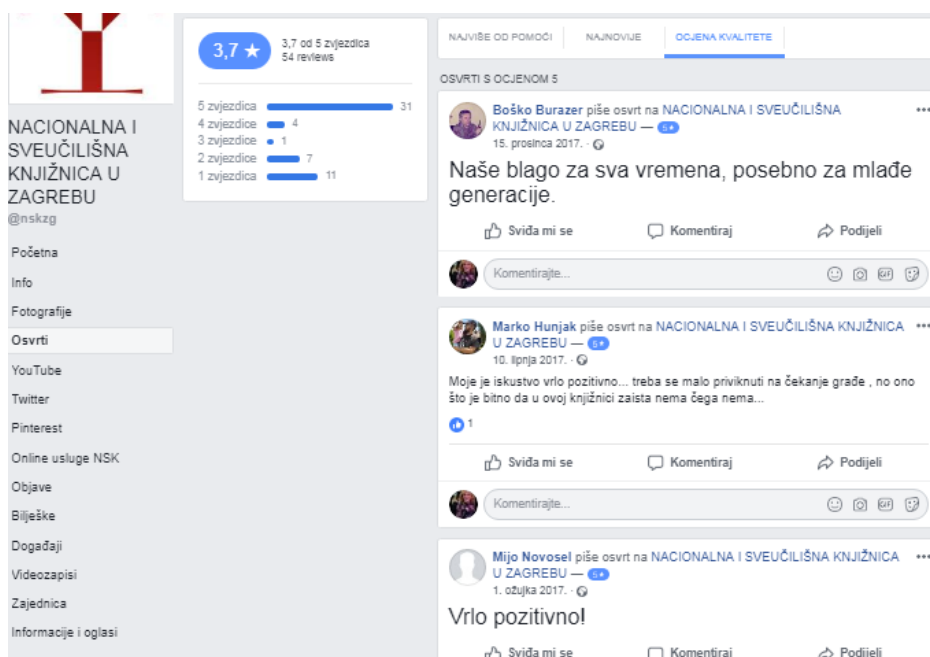 NACIONALNA I
SVEUČILIŠNA
KNJIŽNICA U
ZAGREBU
@nskzg
Početna
Info
Fotografije
Osvrti
YouTube
Twitter
Pinterest
Online usluge NSK
Objave
Bilješke
Događaji
Videozapisi
Zajednica
Informacije i oglasi
3,7 ★
3,7 od 5 zvjezdica
54 reviews
5 zvjezdica 31
4 zvjezdice 4
3 zvjezdice 1
2 zvjezdice 7
1 zvjezdica 11
NAJVIŠE OD POMOĆI NAJNOVIJE OCJENA KVALITETE
OSVRTI S OCJENOM 5
Boško Burazer piše osvrt na NACIONALNA I SVEUČILIŠNA
KNJIŽNICA U ZAGREBU — 5★
15. prosinca 2017. ·
Naše blago za sva vremena, posebno za mlađe
generacije.
Sviđa mi se Komentiraj Podijeli
Komentirajte... GIF
Marko Hunjak piše osvrt na NACIONALNA I SVEUČILIŠNA KNJIŽNICA
U ZAGREBU — 5★
10. lipnja 2017. ·
Moje je iskustvo vrlo pozitivno... treba se malo priviknuti na čekanje građe , no ono
što je bitno da u ovoj knjižnici zaista nema čega nema...
1
Sviđa mi se Komentiraj Podijeli
Komentirajte... GIF
Mijo Novosel piše osvrt na NACIONALNA I SVEUČILIŠNA KNJIŽNICA
U ZAGREBU — 5★
1. ožujka 2017. ·
Vrlo pozitivno!
Sviđa mi se Komentiraj Podijeli